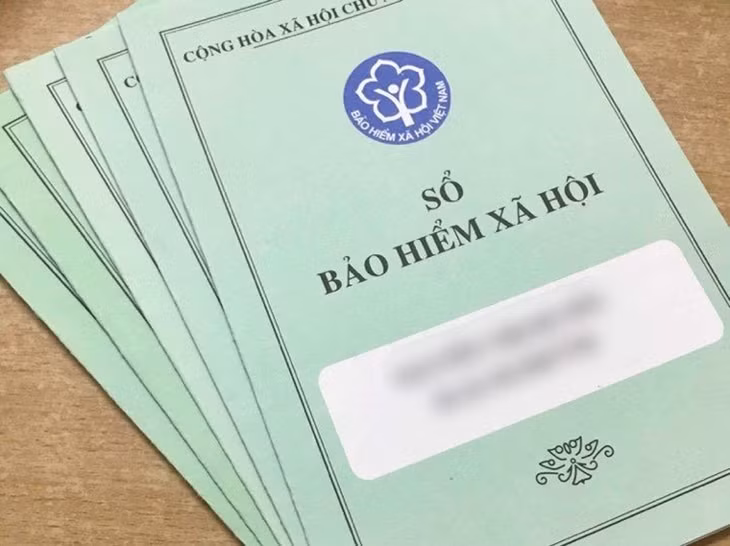 CỘNG HÒA XÃ HỘI CHỦ
BẢO HIỂM XÃ HỘI VIỆT NAM
SỔ
BẢO HIỂM XÃ HỘI